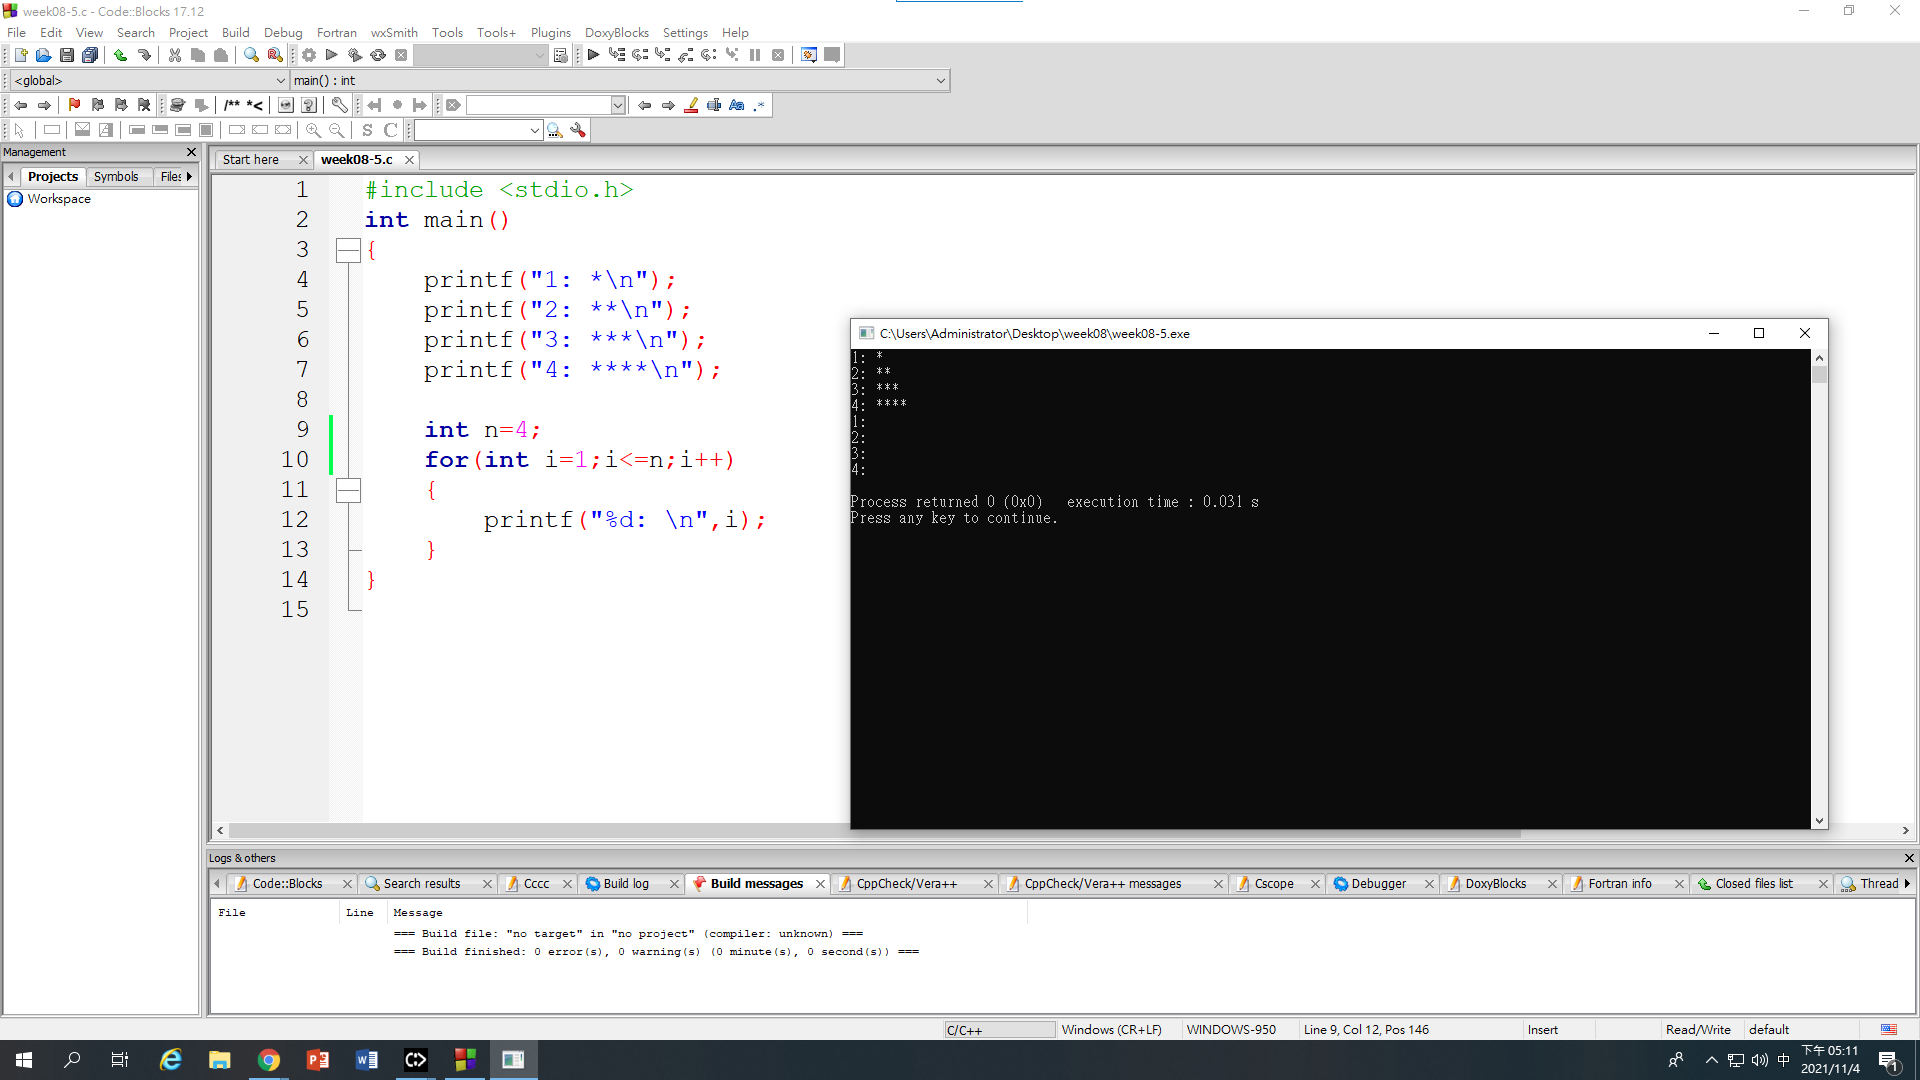 week08-5.c - Code::Blocks 17.12
File Edit View Search Project Build Debug Fortran wxSmith Tools Tools+ Plugins DoxyBlocks Settings Help
<global> main() : int
/** *<
S C
Management
Projects Symbols Files
Workspace
Start here week08-5.c
1 #include <stdio.h>
2 int main()
3 {
4 printf("1: *\n");
5 printf("2: **\n");
6 printf("3: ***\n");
7 printf("4: ****\n");
8
9 int n=4;
10 for(int i=1;i<=n;i++)
11 {
12 printf("%d: \n",i);
13 }
14 }
15
C:\Users\Administrator\Desktop\week08\week08-5.exe
1: *
2: **
3: ***
4: ****
1:
2:
3:
4:
Process returned 0 (0x0) execution time : 0.031 s
Press any key to continue.
Logs & others
Code::Blocks Search results Cccc Build log Build messages CppCheck/Vera++ CppCheck/Vera++ messages Cscope Debugger DoxyBlocks Fortran info Closed files list Thread
File Line Message
=== Build file: "no target" in "no project" (compiler: unknown) ===
=== Build finished: 0 error(s), 0 warning(s) (0 minute(s), 0 second(s)) ===
C/C++ Windows (CR+LF) WINDOWS-950 Line 9, Col 12, Pos 146 Insert Read/Write default
中 下午 05:11
2021/11/4
1